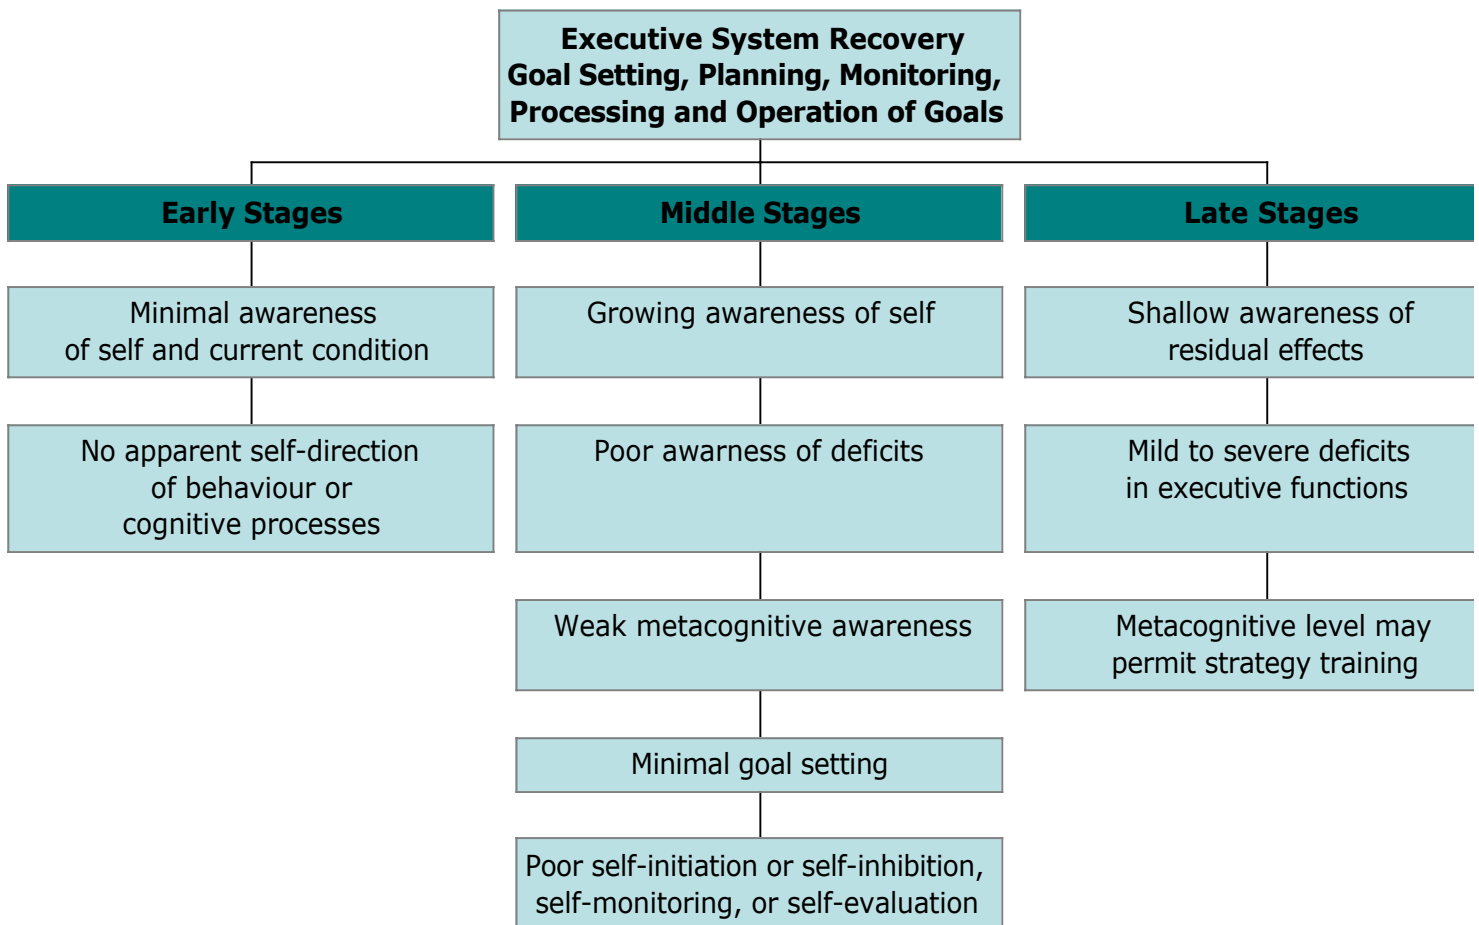 Executive System Recovery
Goal Setting, Planning, Monitoring,
Processing and Operation of Goals
Early Stages
Middle Stages
Late Stages
Minimal awareness
of self and current condition
Growing awareness of self
Shallow awareness of
residual effects
No apparent self-direction
of behaviour or
cognitive processes
Poor awarness of deficits
Mild to severe deficits
in executive functions
Weak metacognitive awareness
Metacognitive level may
permit strategy training
Minimal goal setting
Poor self-initiation or self-inhibition,
self-monitoring, or self-evaluation